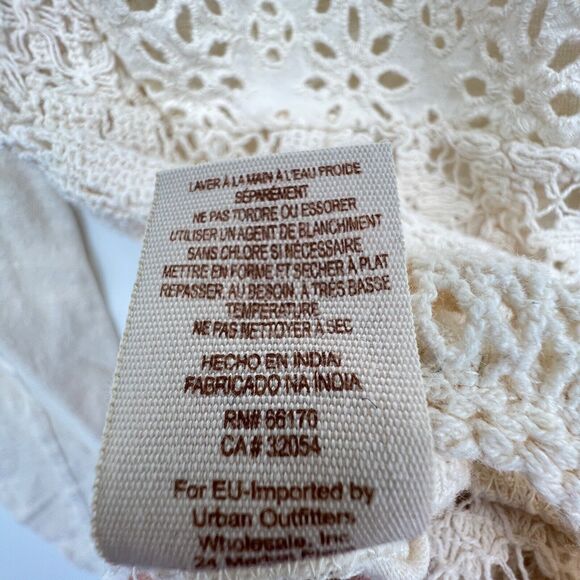 LAVER À LA MAIN À L'EAU FROIDE
SÉPARÉMENT
NE PAS TORDRE OU ESSORER
UTILISER UN AGENT DE BLANCHIMENT
SANS CHLORE SI NÉCESSAIRE
METTRE EN FORME ET SÉCHER À PLAT
REPASSER, AU BESOIN, À TRÈS BASSE
TEMPÉRATURE
NE PAS NETTOYER À SEC
HECHO EN INDIA/
FABRICADO NA ÍNDIA
RN# 66170
CA # 32054
For EU-Imported by
Urban Outfitters
Wholesale, Inc.
24